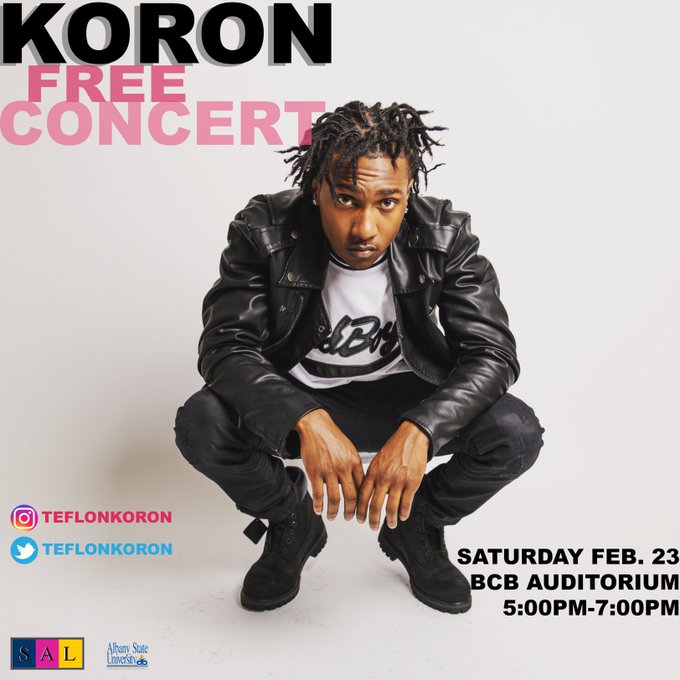 KORON
FREE
CONCERT
TEFLONKORON
TEFLONKORON
SATURDAY FEB. 23
BCB AUDITORIUM
5:00PM-7:00PM
SAL
Albany State
University